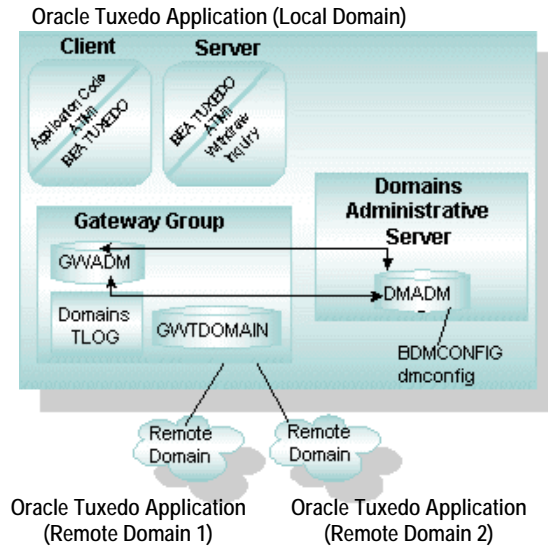 Oracle Tuxedo Application (Local Domain)
Client
Server
Application Code
ATMI
BEA TUXEDO
BEA TUXEDO
ATMI
Withdraw
Inquiry
Gateway Group
GWADM
Domains
TLOG
GWTDOMAIN
Domains
Administrative
Server
DMADM
BDMCONFIG
dmconfig
Remote
Domain
Remote
Domain
Oracle Tuxedo Application
(Remote Domain 1)
Oracle Tuxedo Application
(Remote Domain 2)